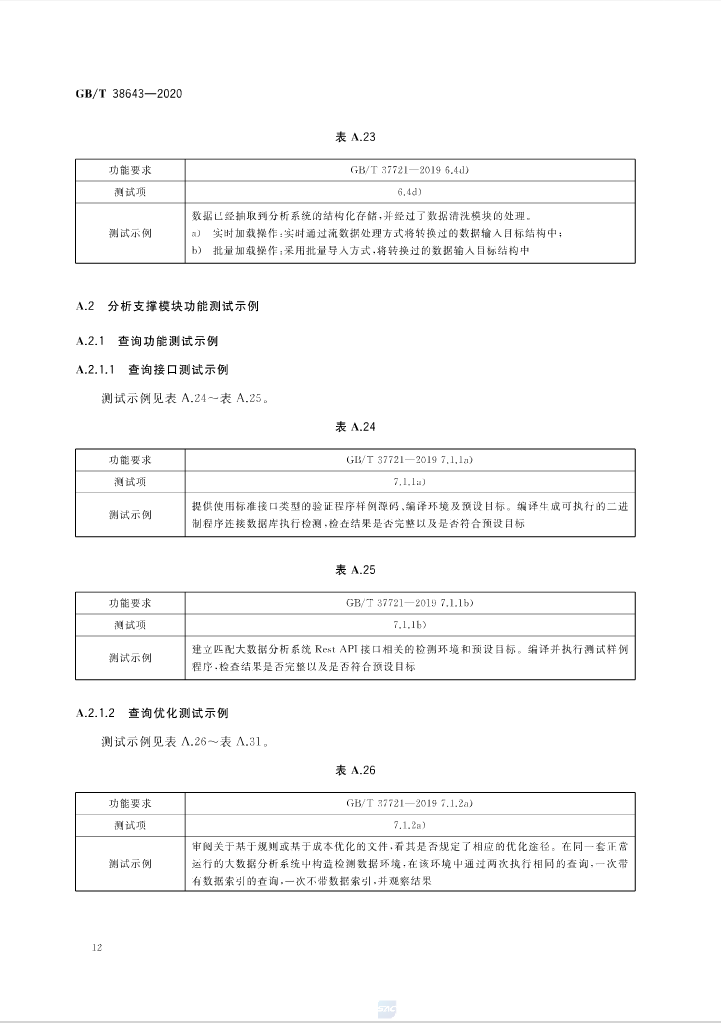 GB/T 38643—2020
表 A.23
功能要求 GB/T 37721—2019 6.4d)
测试项 6.4d)
测试示例
数据已经抽取到分析系统的结构化存储,并经过了数据清洗模块的处理。
a) 实时加载操作:实时通过流数据处理方式将转换过的数据输入目标结构中;
b) 批量加载操作:采用批量导入方式,将转换过的数据输入目标结构中
A.2 分析支撑模块功能测试示例
A.2.1 查询功能测试示例
A.2.1.1 查询接口测试示例
测试示例见表 A.24～表 A.25。
表 A.24
功能要求 GB/T 37721—2019 7.1.1a)
测试项 7.1.1a)
测试示例
提供使用标准接口类型的验证程序样例源码、编译环境及预设目标。编译生成可执行的二进
制程序连接数据库执行检测,检查结果是否完整以及是否符合预设目标
表 A.25
功能要求 GB/T 37721—2019 7.1.1b)
测试项 7.1.1b)
测试示例
建立匹配大数据分析系统 Rest API 接口相关的检测环境和预设目标。编译并执行测试样例
程序,检查结果是否完整以及是否符合预设目标
A.2.1.2 查询优化测试示例
测试示例见表 A.26～表 A.31。
表 A.26
功能要求 GB/T 37721—2019 7.1.2a)
测试项 7.1.2a)
测试示例
审阅关于基于规则或基于成本优化的文件,看其是否规定了相应的优化途径。在同一套正常
运行的大数据分析系统中构造检测数据环境,在该环境中通过两次执行相同的查询,一次带
有数据索引的查询,一次不带数据索引,并观察结果
12